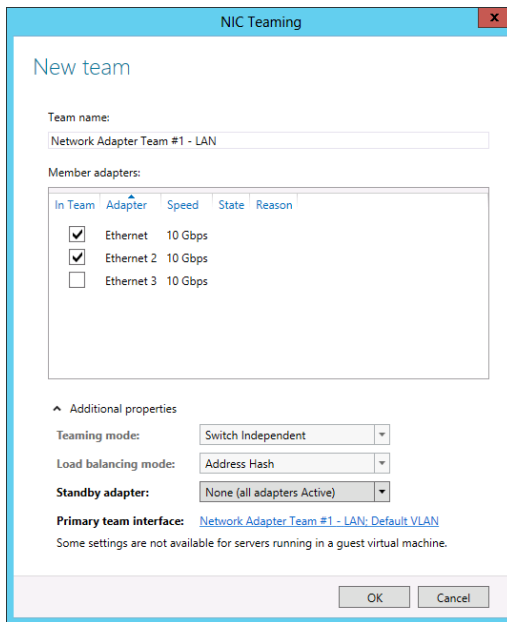 NIC Teaming
x
New team
Team name:
Network Adapter Team #1 - LAN
Member adapters:
In Team Adapter Speed State Reason
Ethernet 10 Gbps
Ethernet 2 10 Gbps
Ethernet 3 10 Gbps
Additional properties
Teaming mode: Switch Independent
Load balancing mode: Address Hash
Standby adapter: None (all adapters Active)
Primary team interface: Network Adapter Team #1 - LAN; Default VLAN
Some settings are not available for servers running in a guest virtual machine.
OK Cancel